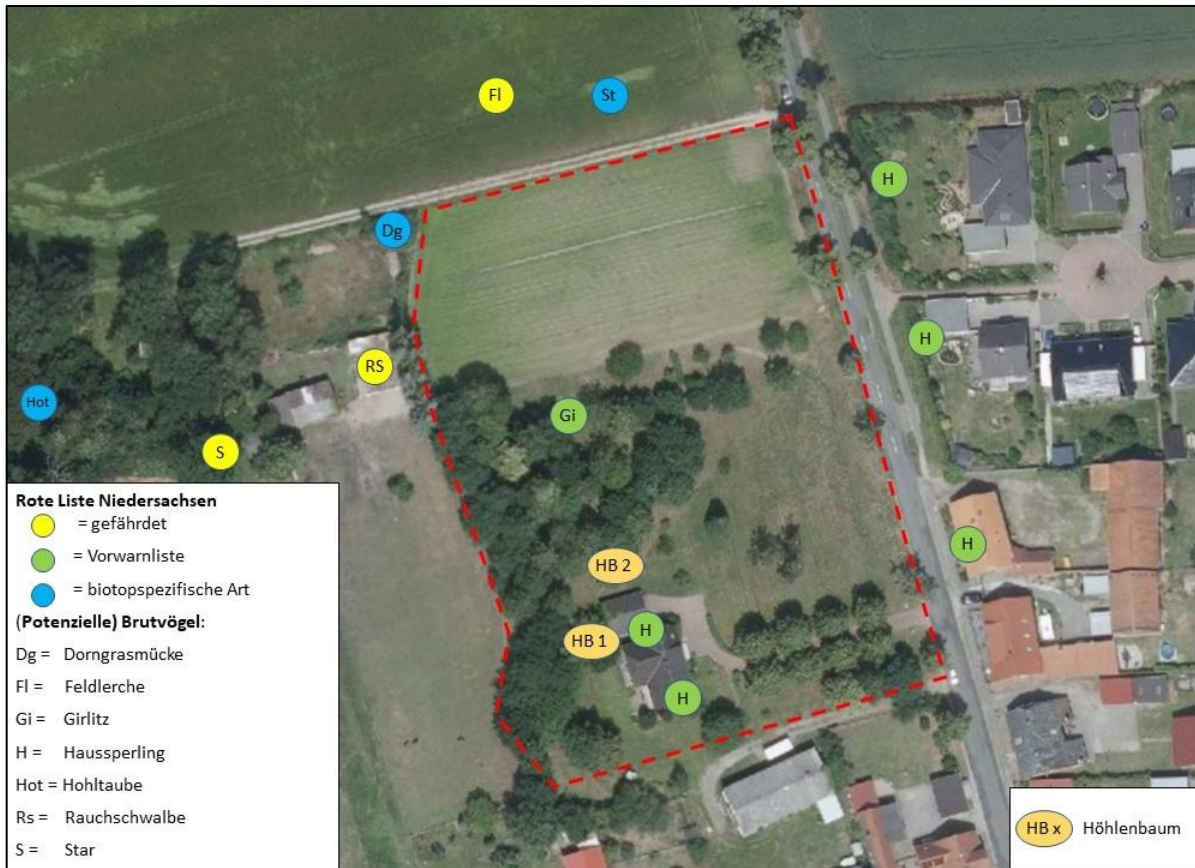 Fl
St
H
Dg
H
RS
Hot
Gi
S
HB 2
H
HB 1
H
H
Rote Liste Niedersachsen
= gefährdet
= Vorwarnliste
= biotopspezifische Art
(Potenzielle) Brutvögel:
Dg = Dorngrasmücke
Fl = Feldlerche
Gi = Girlitz
H = Haussperling
Hot = Hohltaube
Rs = Rauchschwalbe
S = Star
HB x Höhlenbaum